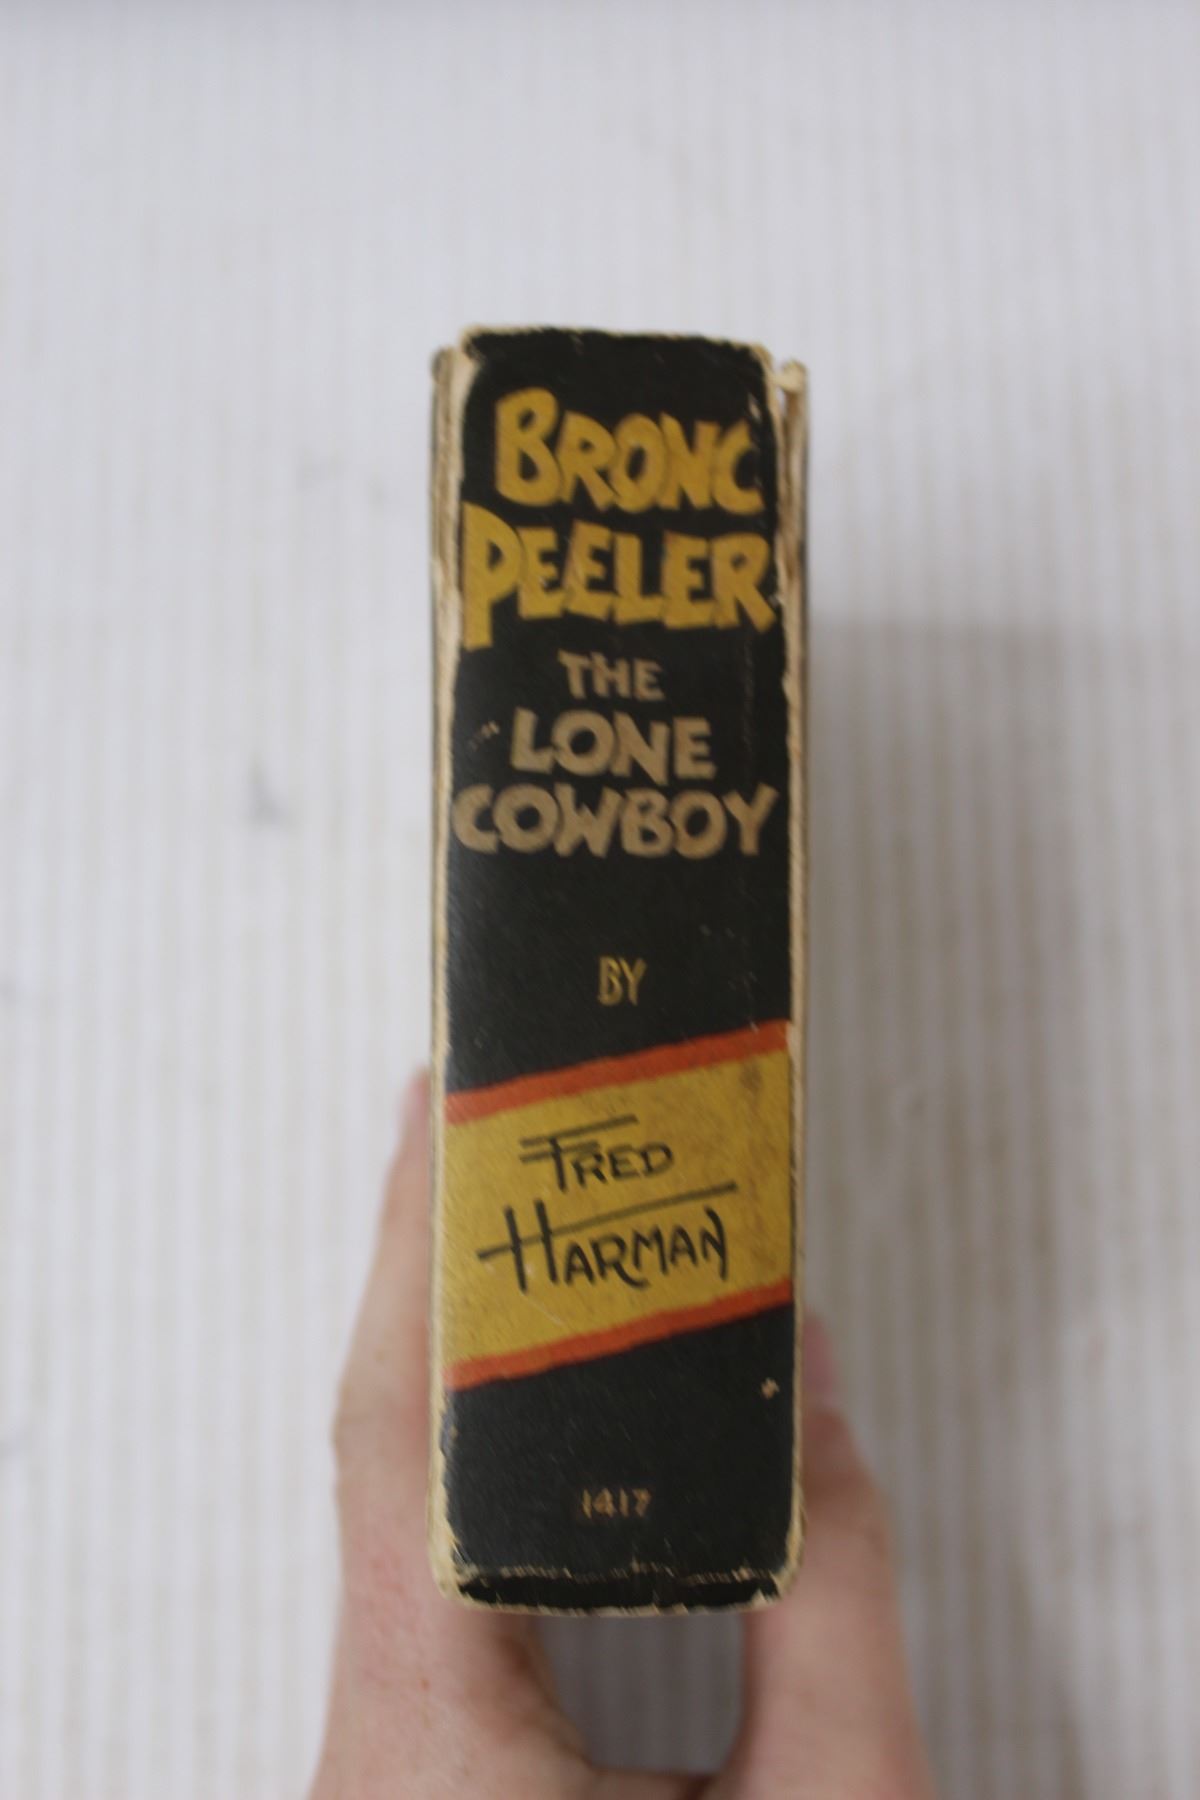 BRONC
PEELER
THE
LONE
COWBOY
BY
FRED
HARMAN
1417